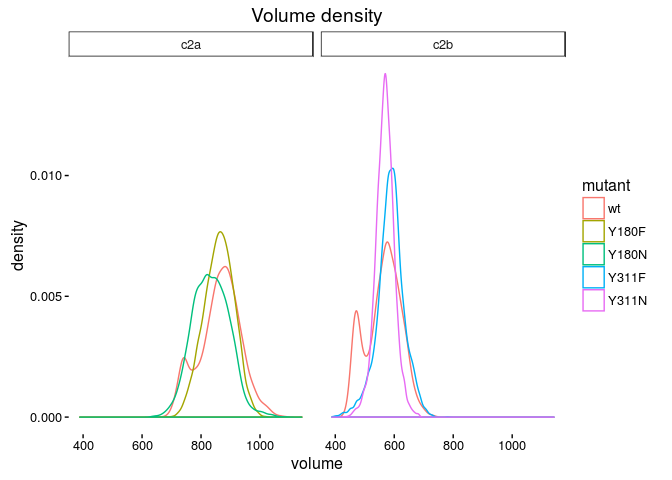 Volume density
c2a c2b
0.010
0.005
0.000
density
400 600 800 1000 400 600 800 1000
volume
mutant
wt
Y180F
Y180N
Y311F
Y311N